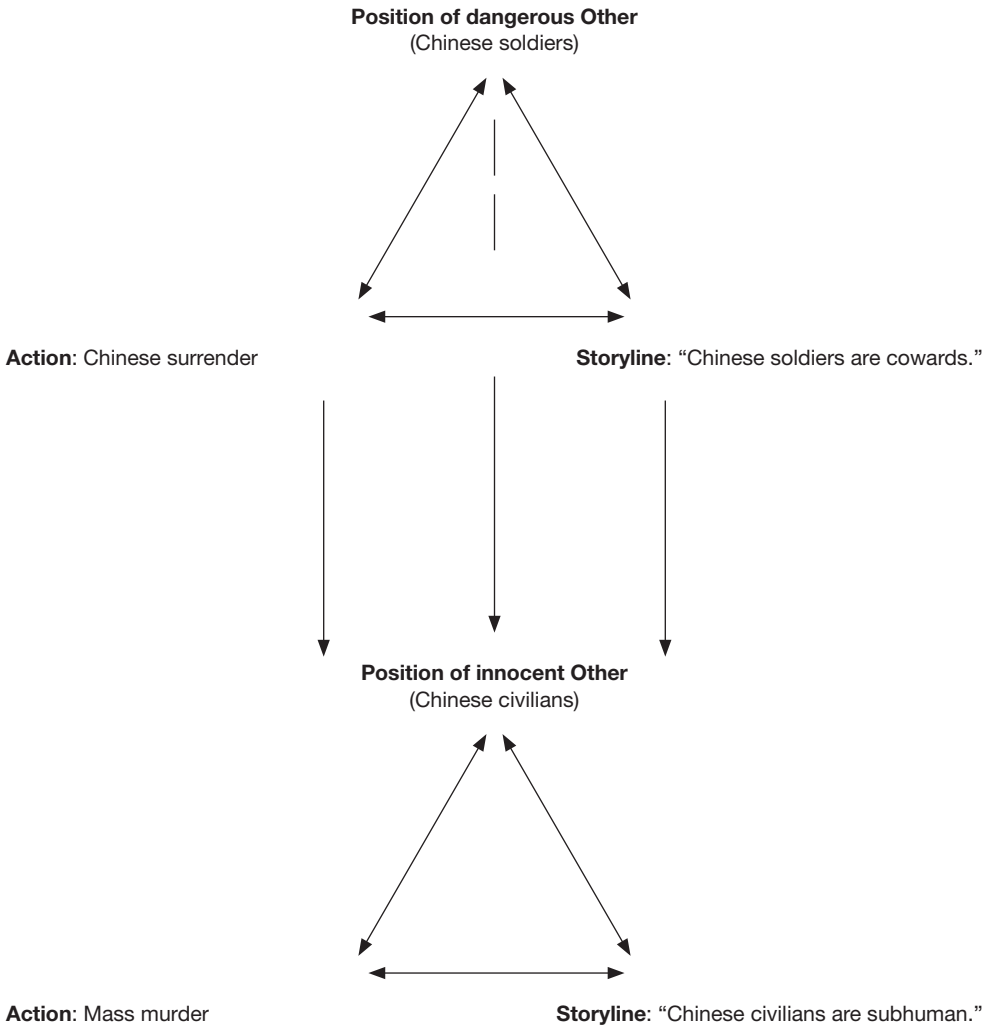 Position of dangerous Other
(Chinese soldiers)
Action: Chinese surrender
Storyline: “Chinese soldiers are cowards.”
Position of innocent Other
(Chinese civilians)
Action: Mass murder
Storyline: “Chinese civilians are subhuman.”